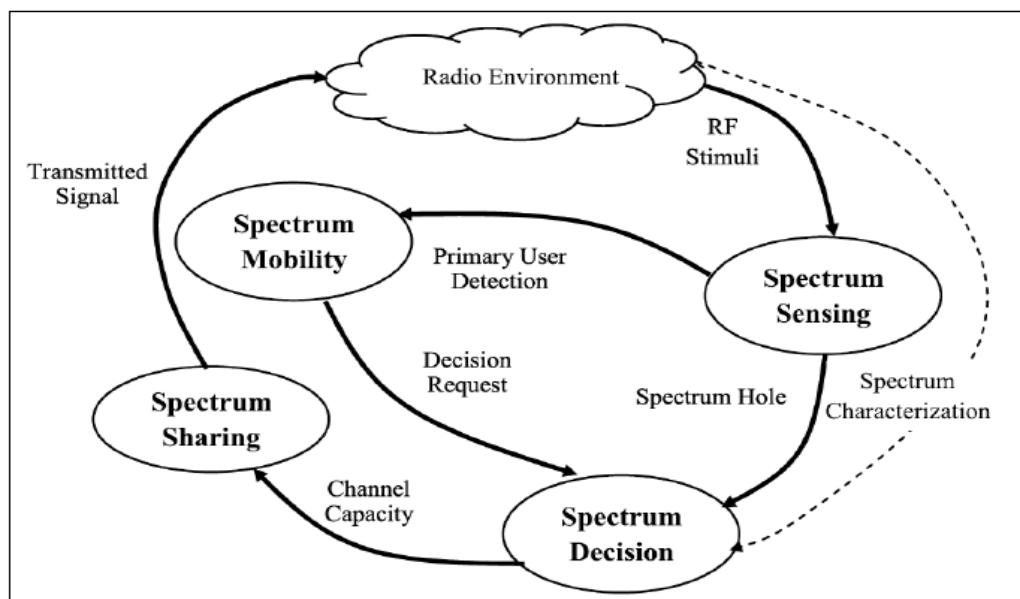 Radio Environment
RF
Stimuli
Transmitted
Signal
Spectrum
Mobility
Primary User
Detection
Spectrum
Sensing
Decision
Request
Spectrum Hole
Spectrum
Characterization
Spectrum
Sharing
Channel
Capacity
Spectrum
Decision